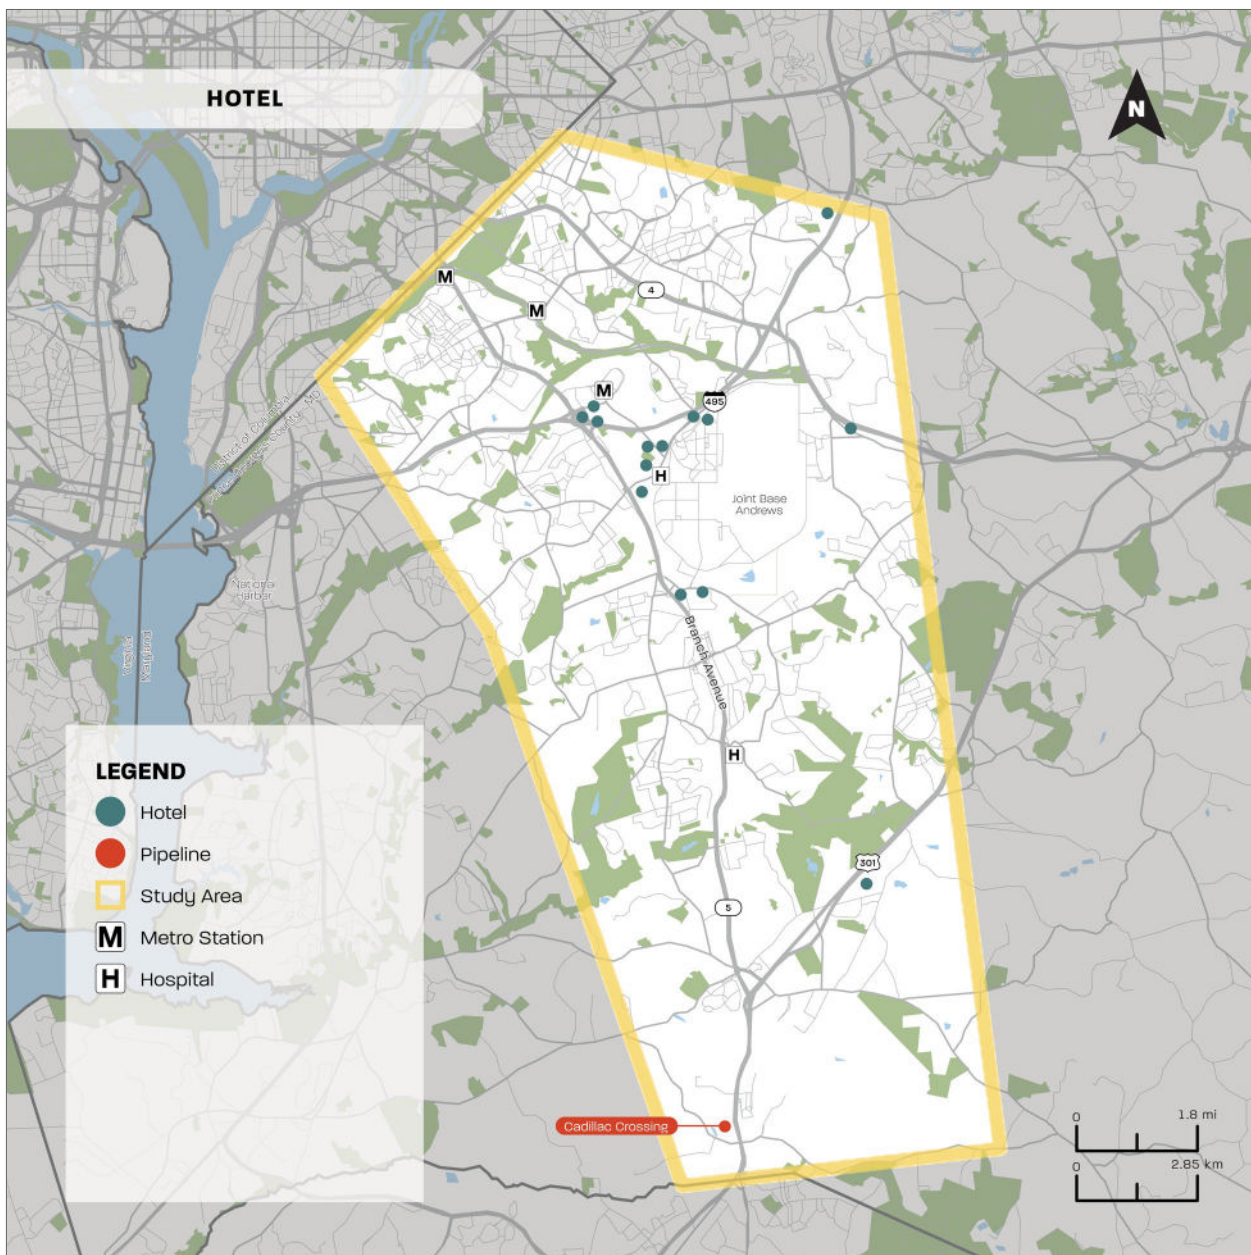 HOTEL
N
M
4
M
District of Columbia
Prince George's County - MD
M
495
H
Joint Base
Andrews
National
Harbor
Branch Avenue
Virginia
Maryland
H
LEGEND
Hotel
Pipeline
Study Area
M Metro Station
H Hospital
301
5
Cadillac Crossing
0 1.8 mi
0 2.85 km